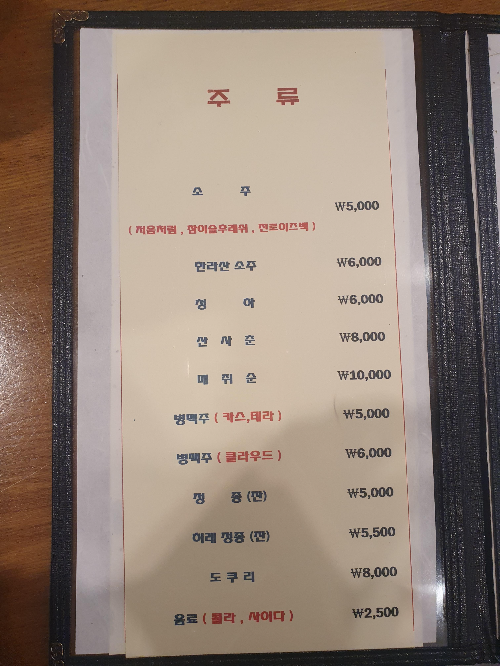 주 류
소 주
₩5,000
( 처음처럼 , 참이슬후레쉬 , 진로이즈백 )
한라산 소주 ₩6,000
청 하 ₩6,000
산 사 춘 ₩8,000
매 취 순 ₩10,000
병맥주 ( 카스,테라 ) ₩5,000
병맥주 ( 클라우드 ) ₩6,000
정 종 (잔) ₩5,000
히레 정종 (잔) ₩5,500
도 쿠 리 ₩8,000
음료 ( 콜라 , 사이다 ) ₩2,500